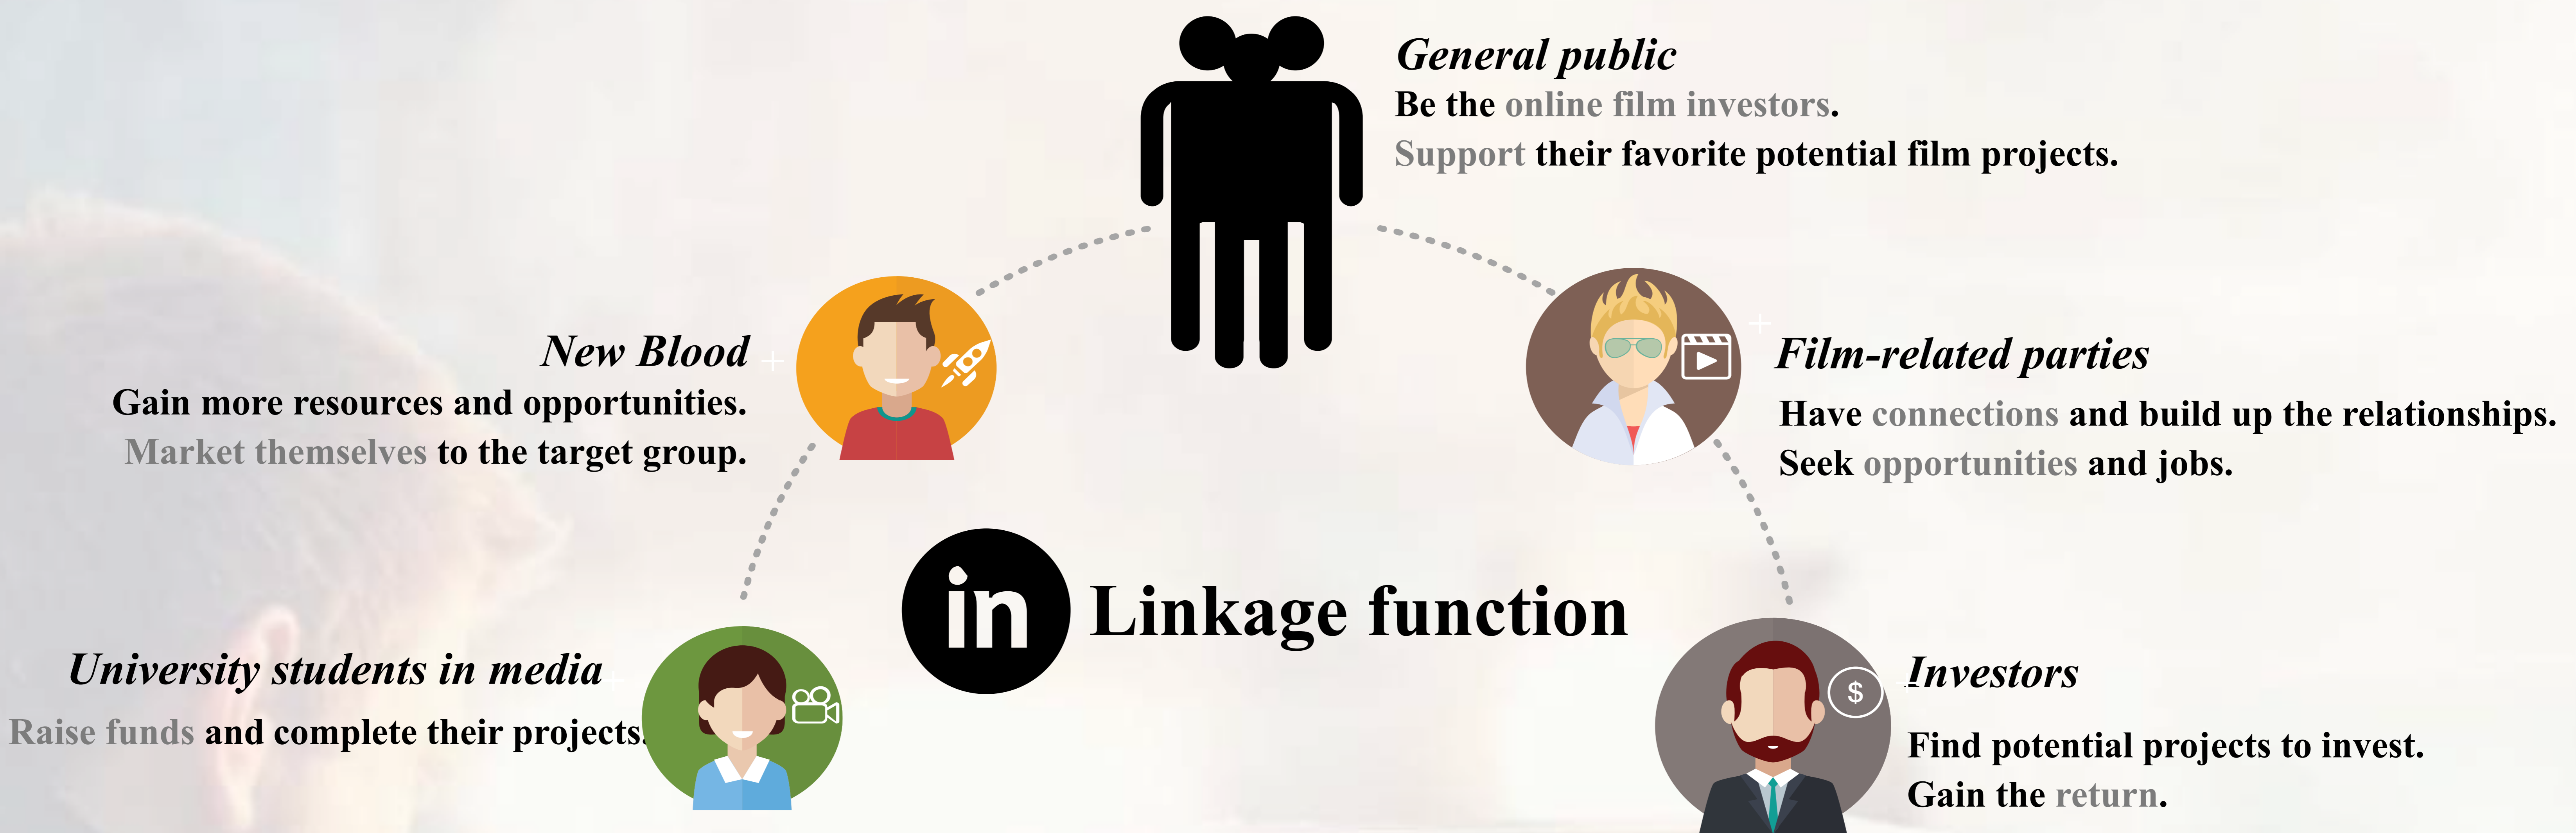 General public
Be the online film investors.
Support their favorite potential film projects.
New Blood
Gain more resources and opportunities.
Market themselves to the target group.
Film-related parties
Have connections and build up the relationships.
Seek opportunities and jobs.
in Linkage function
University students in media
Raise funds and complete their projects.
Investors
$
Find potential projects to invest.
Gain the return.